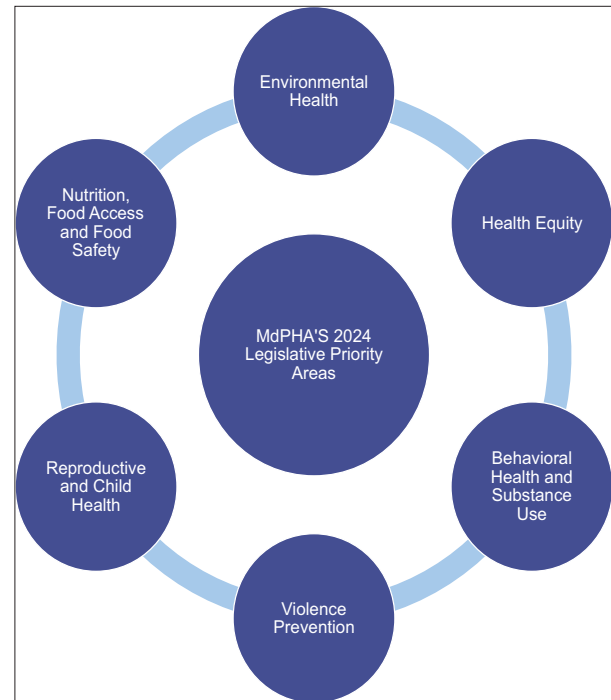 Environmental
Health
Nutrition,
Food Access
and Food
Safety
Health Equity
MdPHA'S 2024
Legislative Priority
Areas
Reproductive
and Child
Health
Behavioral
Health and
Substance
Use
Violence
Prevention